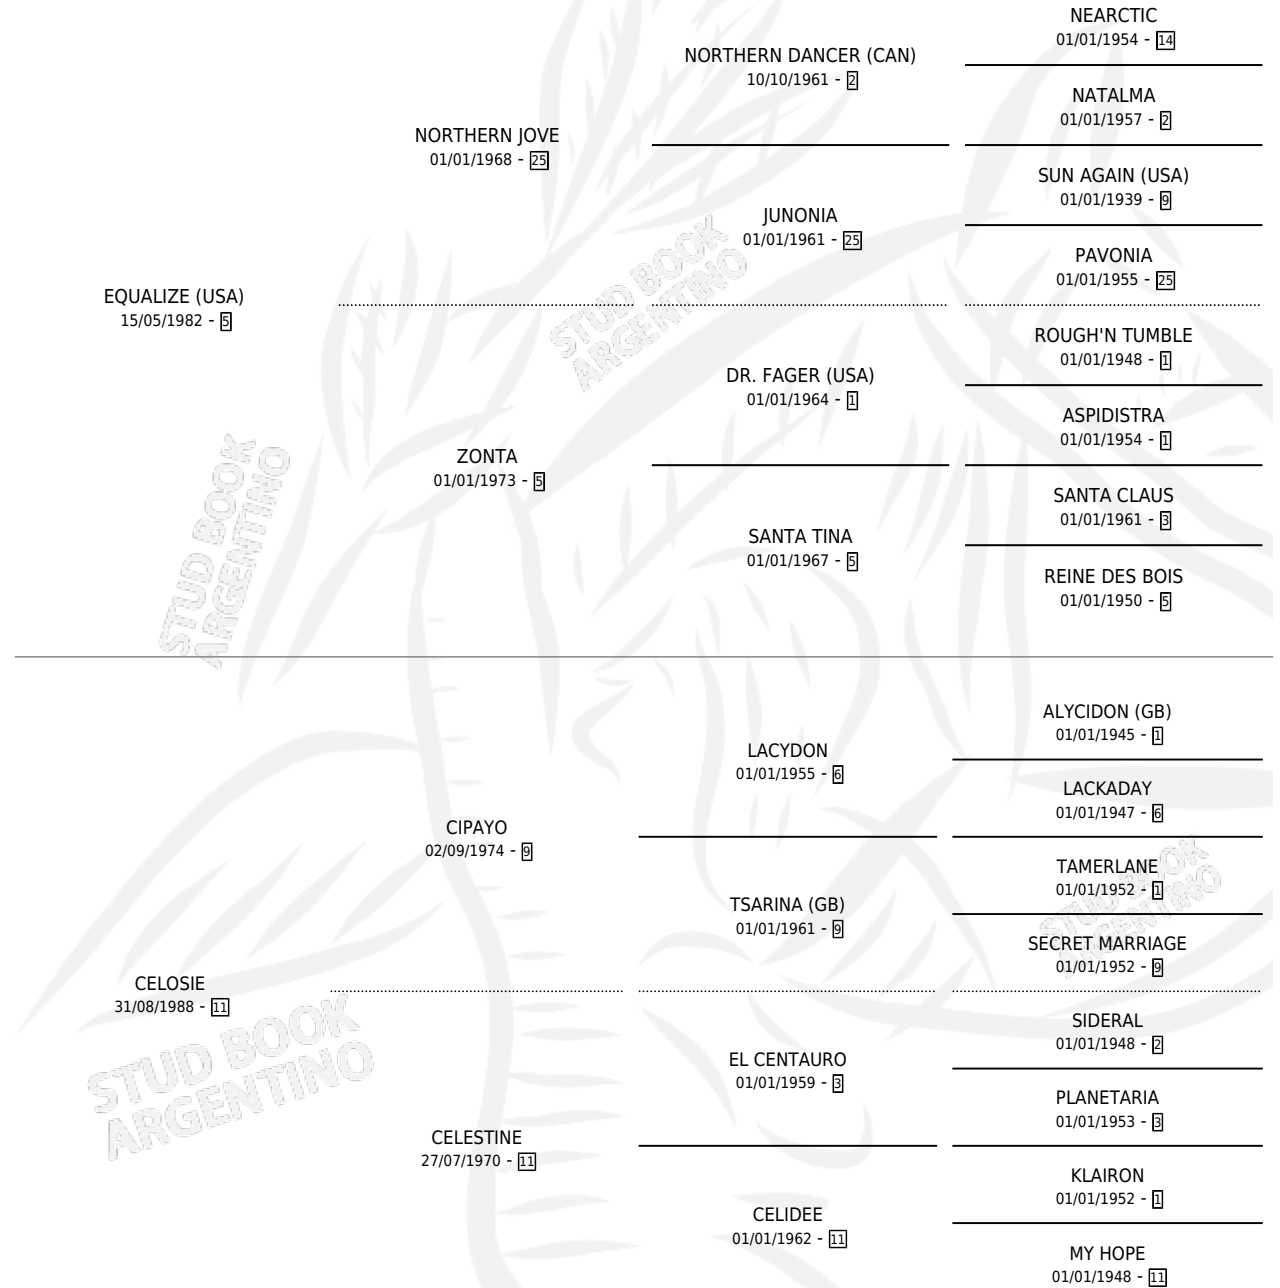 NEARCTIC
01/01/1954 - 14
NORTHERN DANCER (CAN)
10/10/1961 - 2
NATALMA
01/01/1957 - 2
NORTHERN JOVE
01/01/1968 - 25
SUN AGAIN (USA)
01/01/1939 - 9
JUNONIA
01/01/1961 - 25
PAVONIA
01/01/1955 - 25
EQUALIZE (USA)
15/05/1982 - 5
STUD BOOK
ARGENTINO
ROUGH'N TUMBLE
01/01/1948 - 1
DR. FAGER (USA)
01/01/1964 - 1
ASPIDISTRA
01/01/1954 - 1
ZONTA
01/01/1973 - 5
SANTA CLAUS
01/01/1961 - 3
SANTA TINA
01/01/1967 - 5
REINE DES BOIS
01/01/1950 - 5
STUD BOOK
ARGENTINO
ALYCIDON (GB)
01/01/1945 - 1
LACYDON
01/01/1955 - 6
LACKADAY
01/01/1947 - 6
CIPAYO
02/09/1974 - 9
TAMERLANE
01/01/1952 - 1
TSARINA (GB)
01/01/1961 - 9
SECRET MARRIAGE
01/01/1952 - 9
STUD BOOK
ARGENTINO
CELOSIE
31/08/1988 - 11
SIDERAL
01/01/1948 - 2
EL CENTAURO
01/01/1959 - 3
PLANETARIA
01/01/1953 - 3
STUD BOOK
ARGENTINO
CELESTINE
27/07/1970 - 11
KLAIRON
01/01/1952 - 1
CELIDEE
01/01/1962 - 11
MY HOPE
01/01/1948 - 11